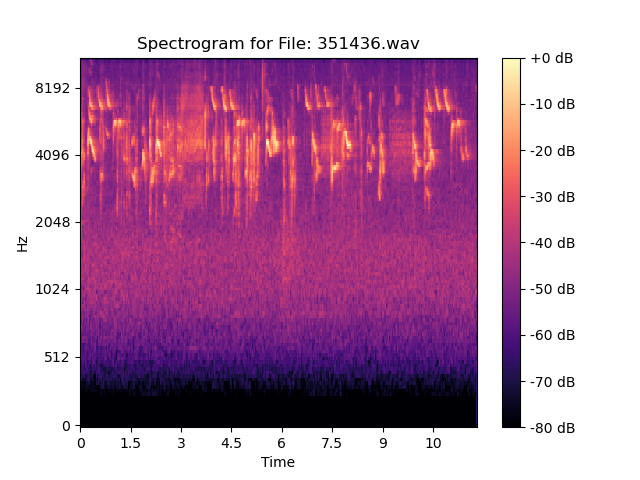 Spectrogram for File: 351436.wav
8192
4096
2048
1024
512
0
Hz
0 1.5 3 4.5 6 7.5 9 10
Time
+0 dB
-10 dB
-20 dB
-30 dB
-40 dB
-50 dB
-60 dB
-70 dB
-80 dB